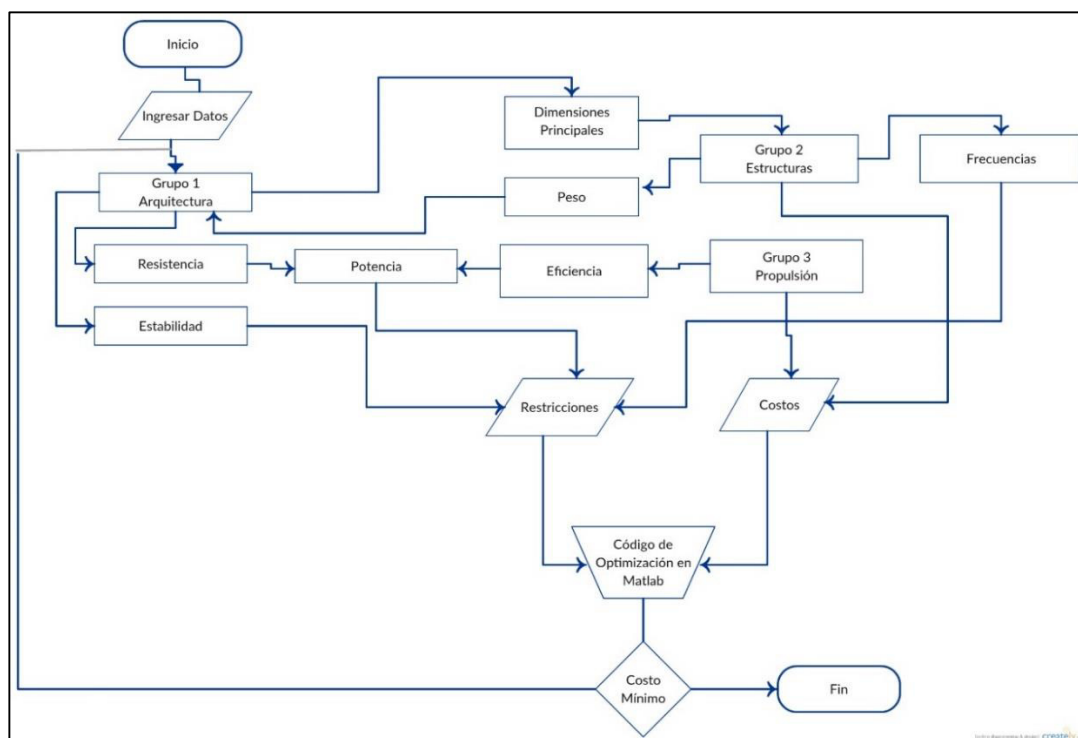 Inicio
Ingresar Datos
Dimensiones
Principales
Grupo 2
Estructuras
Frecuencias
Grupo 1
Arquitectura
Peso
Resistencia
Potencia
Eficiencia
Grupo 3
Propulsión
Estabilidad
Restricciones
Costos
Código de
Optimización en
Matlab
Costo
Mínimo
Fin
create